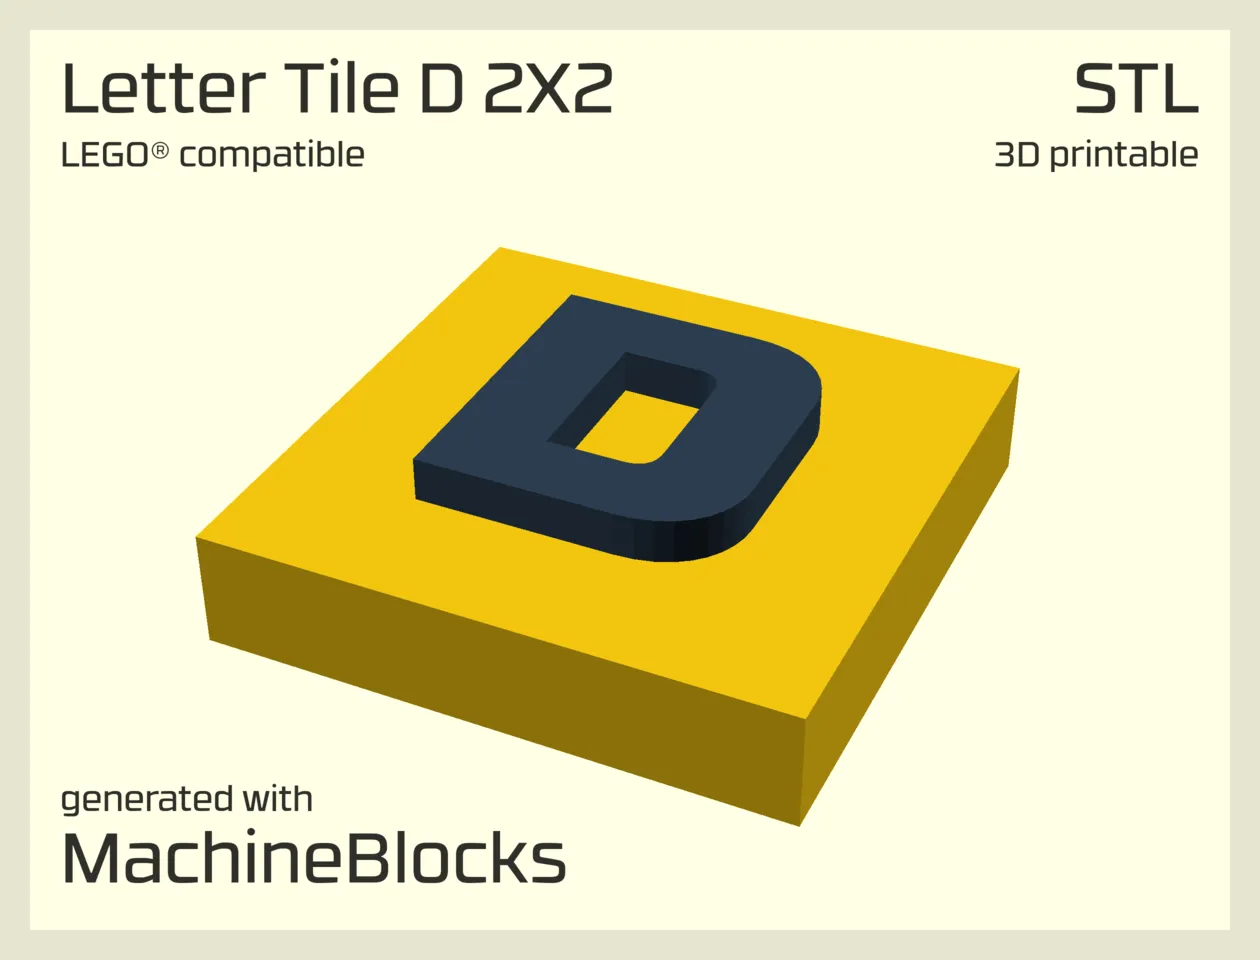 Letter Tile D 2X2
STL
LEGO® compatible
3D printable
D
generated with
MachineBlocks